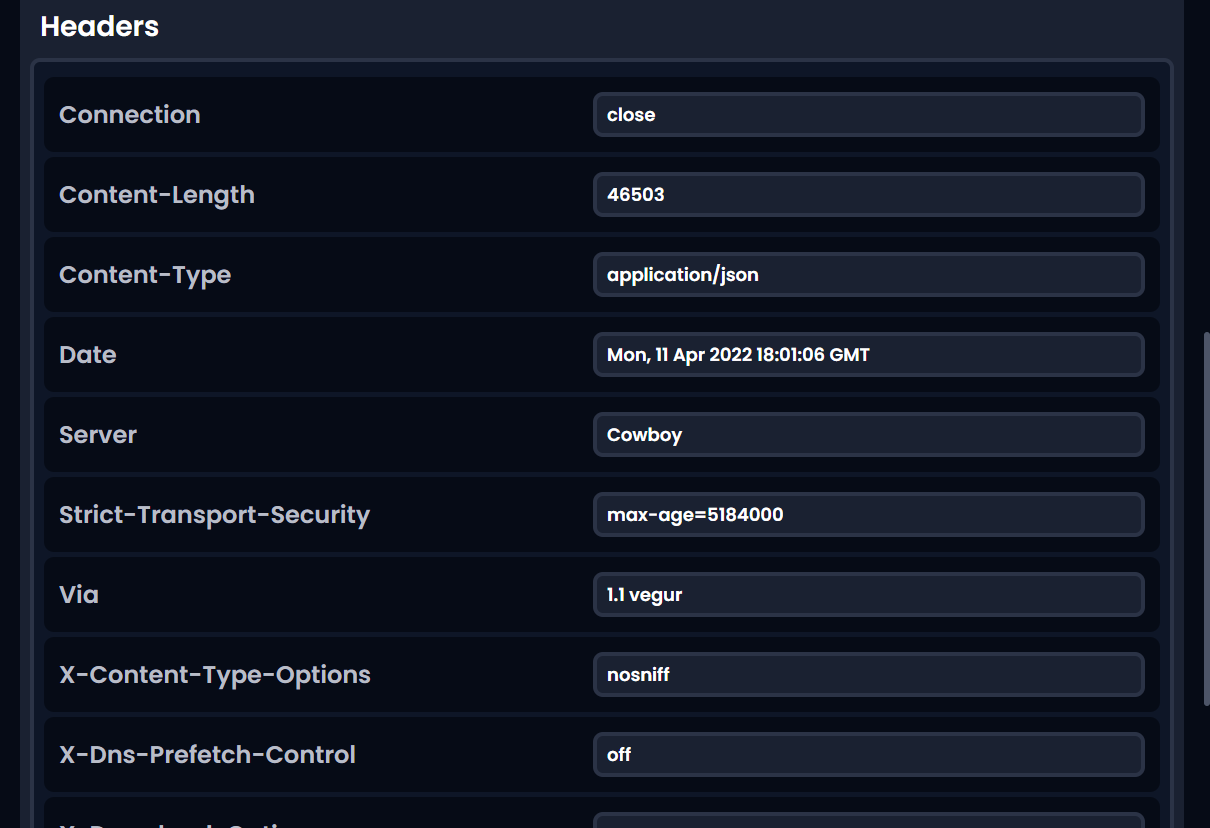 Headers
Connection
close
Content-Length
46503
Content-Type
application/json
Date
Mon, 11 Apr 2022 18:01:06 GMT
Server
Cowboy
Strict-Transport-Security
max-age=5184000
Via
1.1 vegur
X-Content-Type-Options
nosniff
X-Dns-Prefetch-Control
off